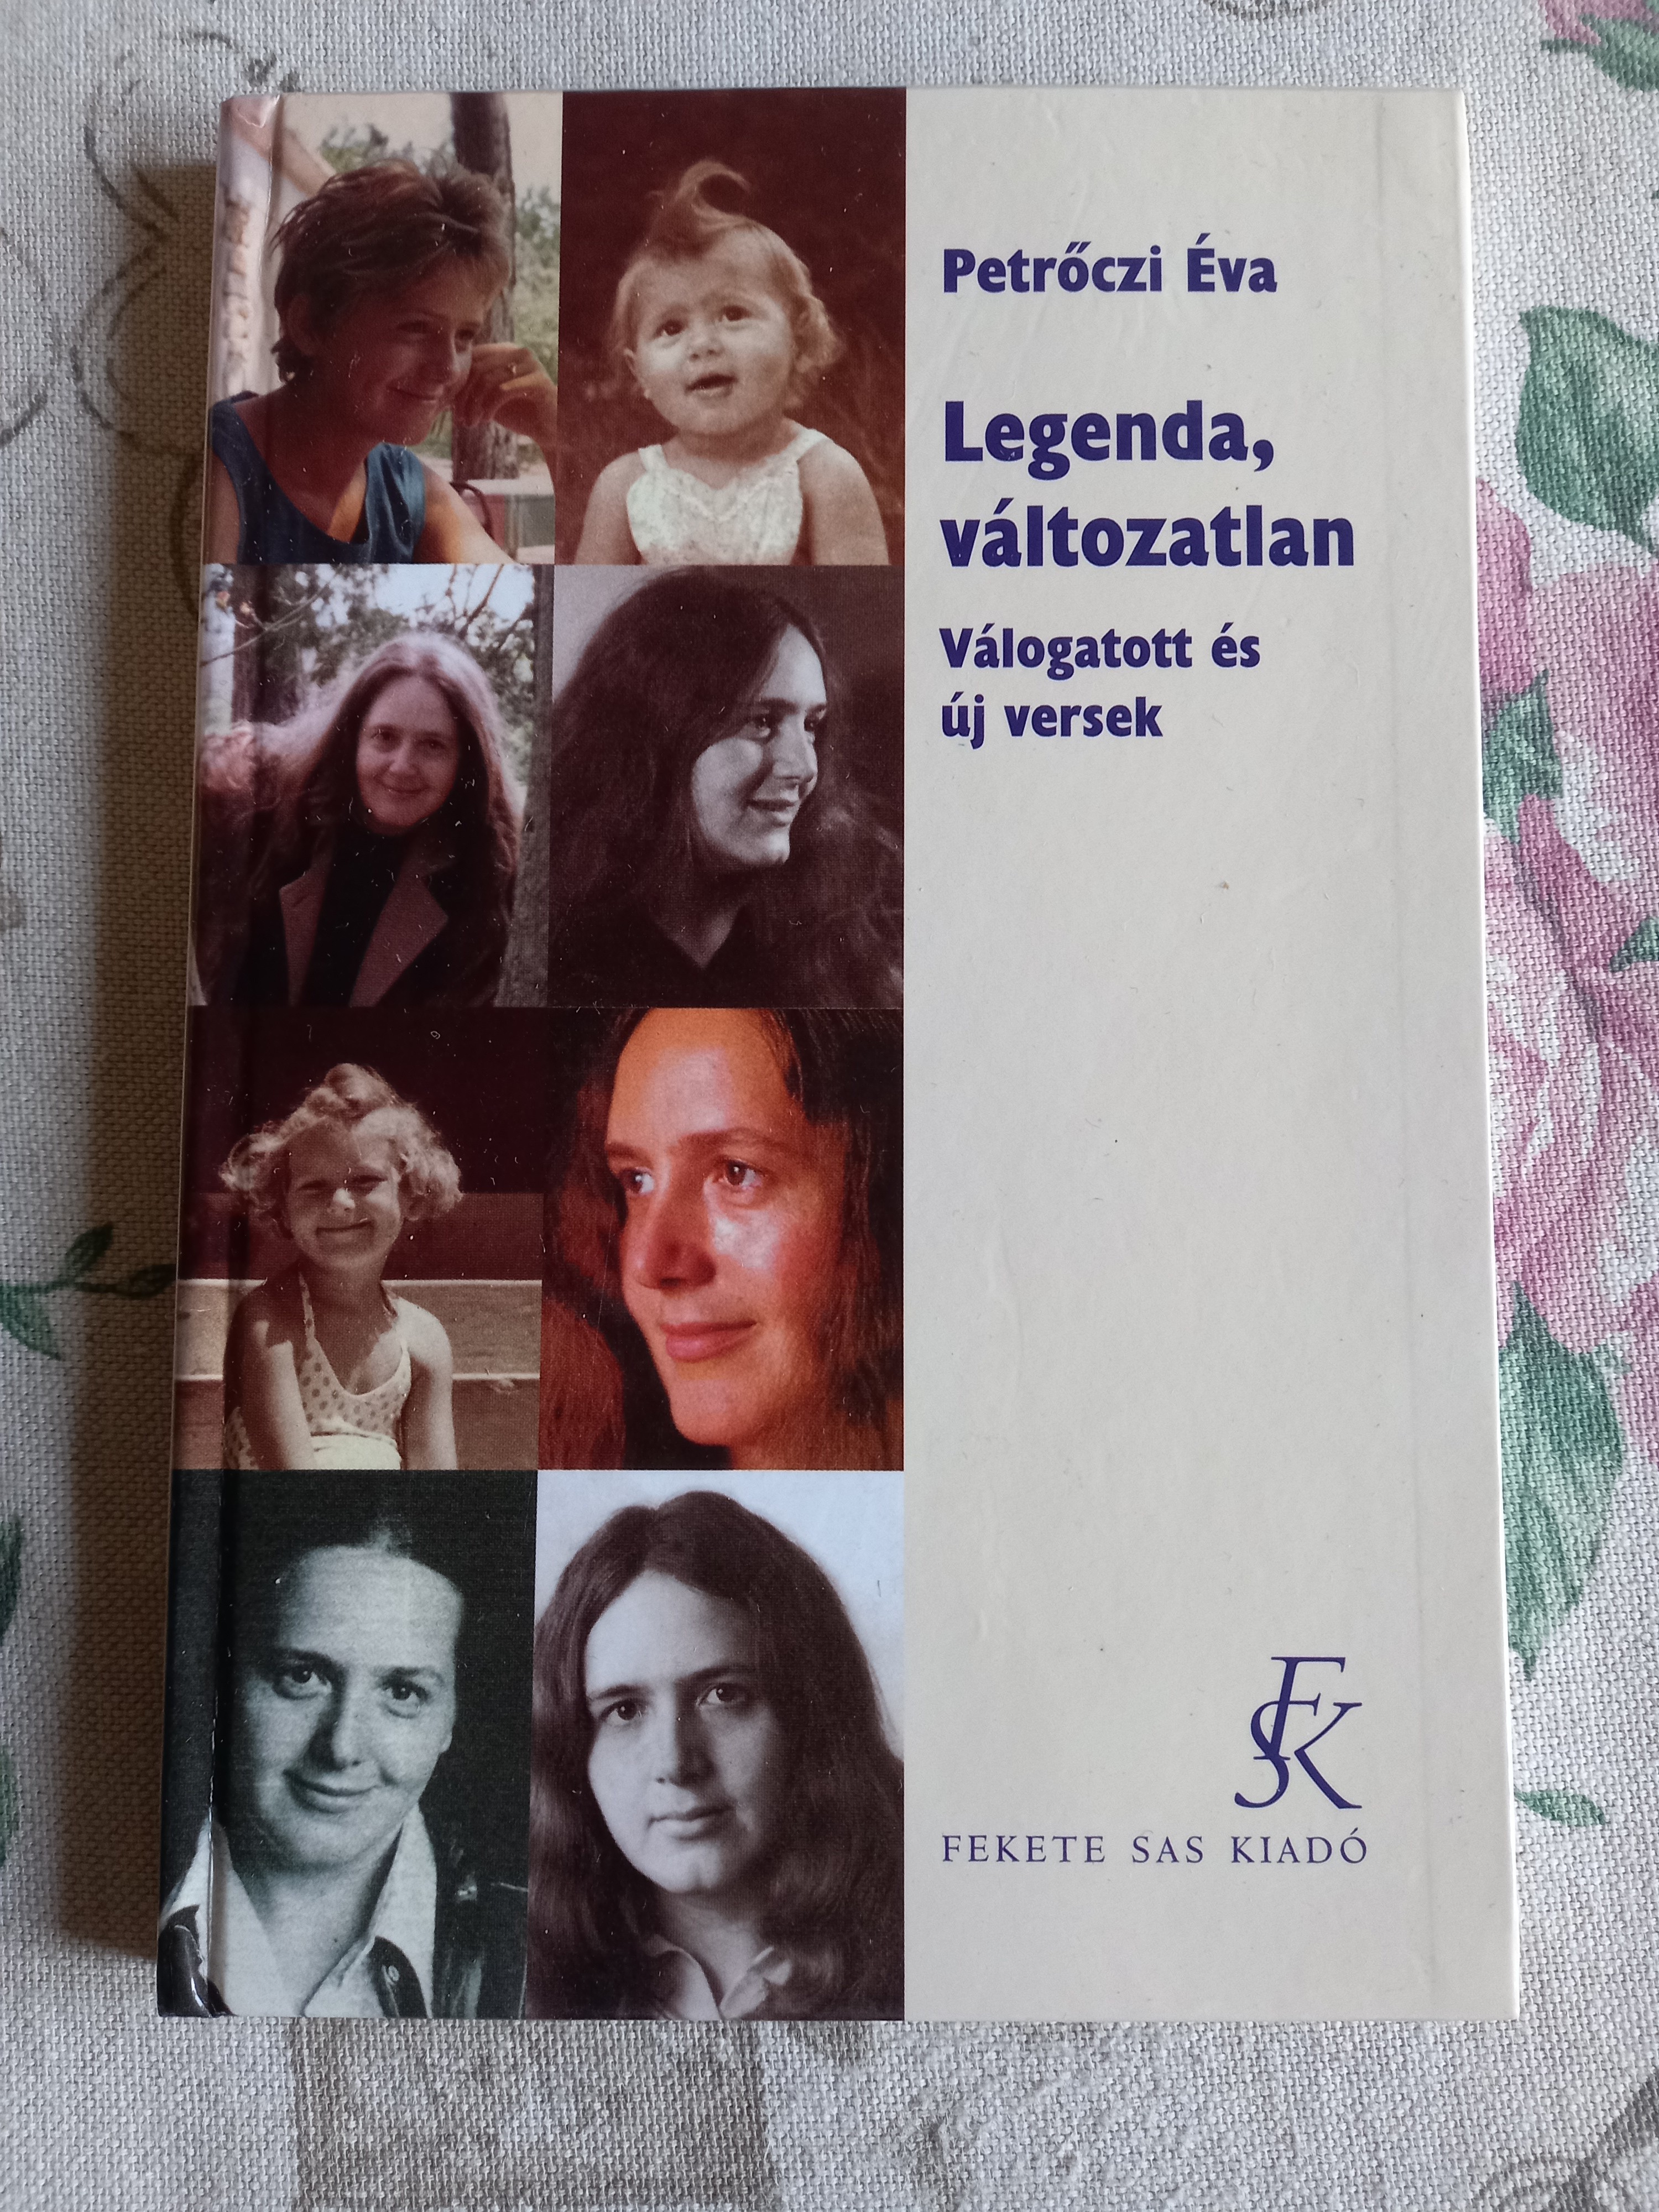 Petrőczi Éva
Legenda,
változatlan
Válogatott és
új versek
FSK
FEKETE SAS KIADÓ